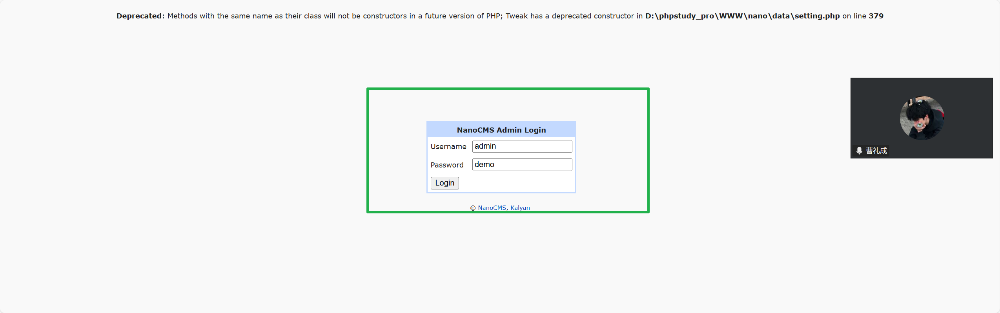 Deprecated: Methods with the same name as their class will not be constructors in a future version of PHP; Tweak has a deprecated constructor in D:\phpstudy_pro\WWW\nano\data\setting.php on line 379
NanoCMS Admin Login
Username admin
Password demo
Login
© NanoCMS, Kalyan
曹礼成